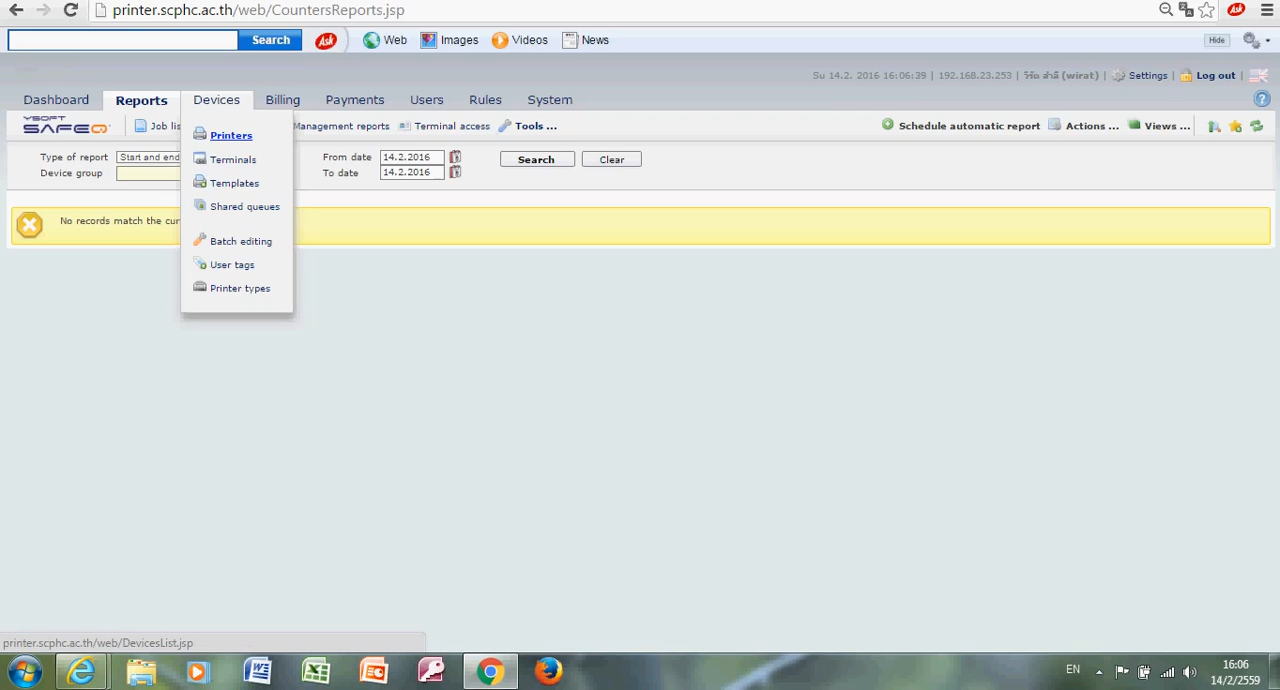 printer.scphc.ac.th/web/CountersReports.jsp
Search Ask Web Images Videos News Hide
Su 14.2. 2016 16:06:39 | 192.168.23.253 | (wirat) | Settings | Log out |
Dashboard Reports Devices Billing Payments Users Rules System
YSOFT SAFEQ Job lis Management reports Terminal access Tools ... Schedule automatic report Actions ... Views ...
Type of report Start and end From date 14.2.2016 Search Clear
Device group To date 14.2.2016
Printers
Terminals
Templates
Shared queues
Batch editing
User tags
Printer types
No records match the cur
printer.scphc.ac.th/web/DevicesList.jsp
EN 16:06
14/2/2559